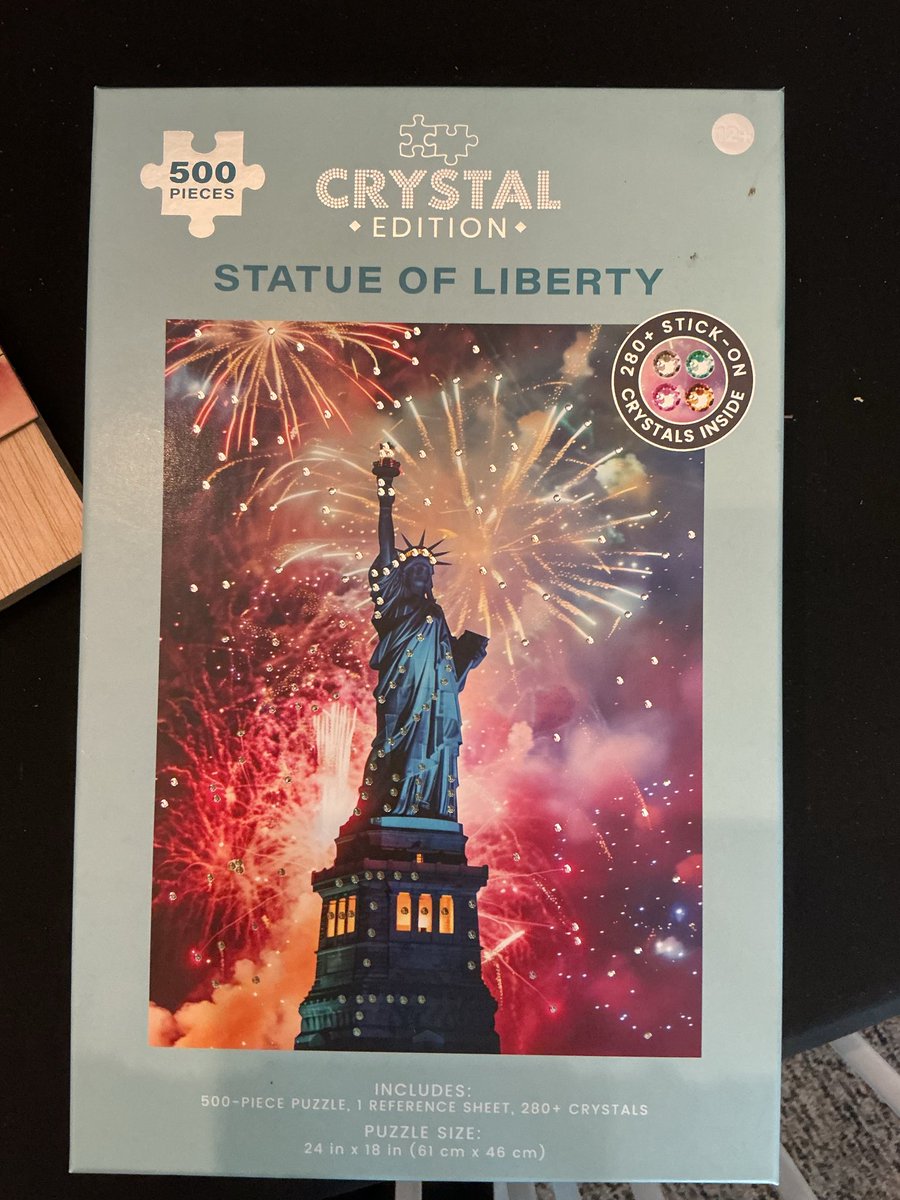 500
PIECES
CRYSTAL
EDITION
12+
STATUE OF LIBERTY
280+ STICK-ON
CRYSTALS INSIDE
INCLUDES:
500-PIECE PUZZLE, 1 REFERENCE SHEET, 280+ CRYSTALS
PUZZLE SIZE:
24 in x 18 in (61 cm x 46 cm)